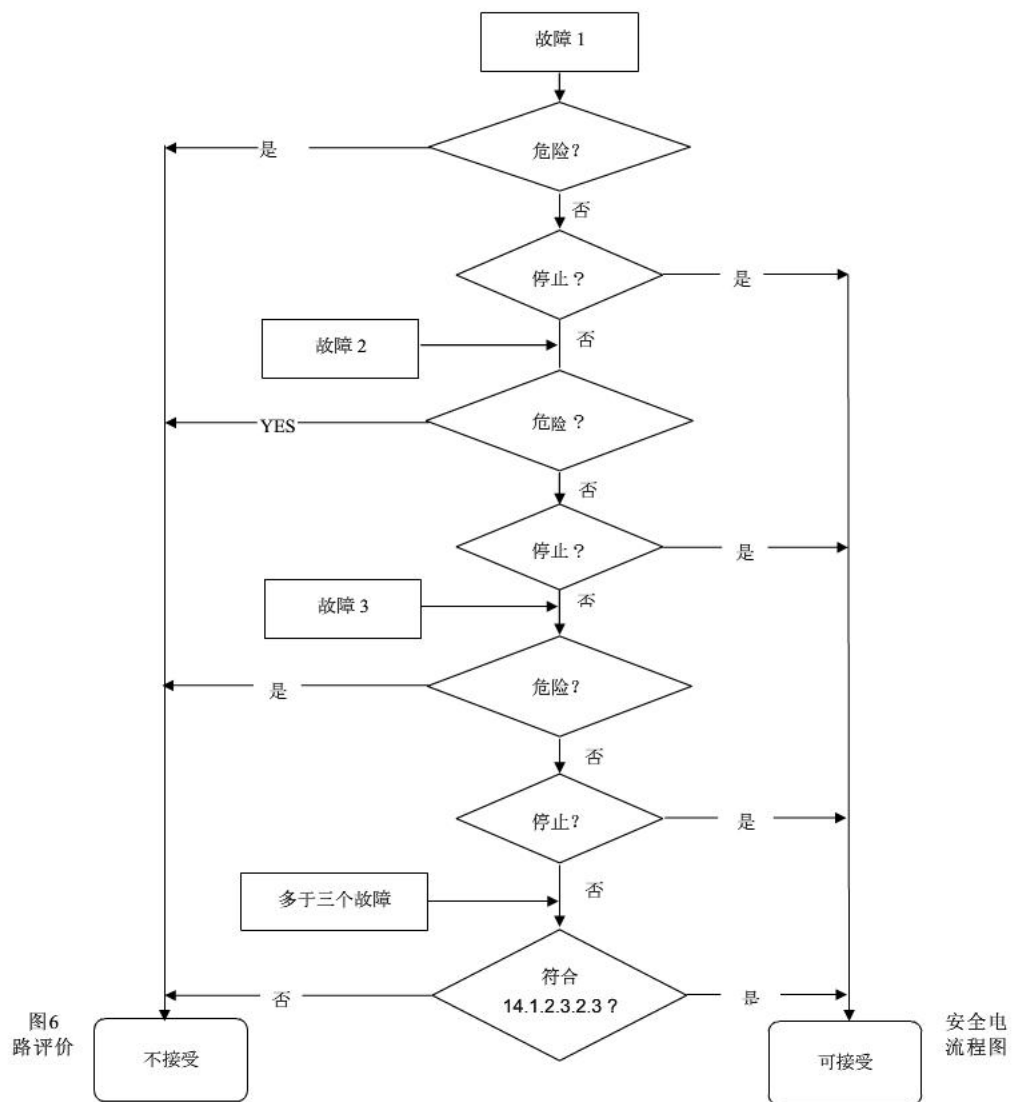 故障 1
危险？
是
否
停止？
是
故障 2
否
危险？
YES
否
停止？
是
故障 3
否
危险？
是
否
停止？
是
多于三个故障
否
符合
14.1.2.3.2.3？
否
是
图6
路评价
不接受
可接受
安全电
流程图